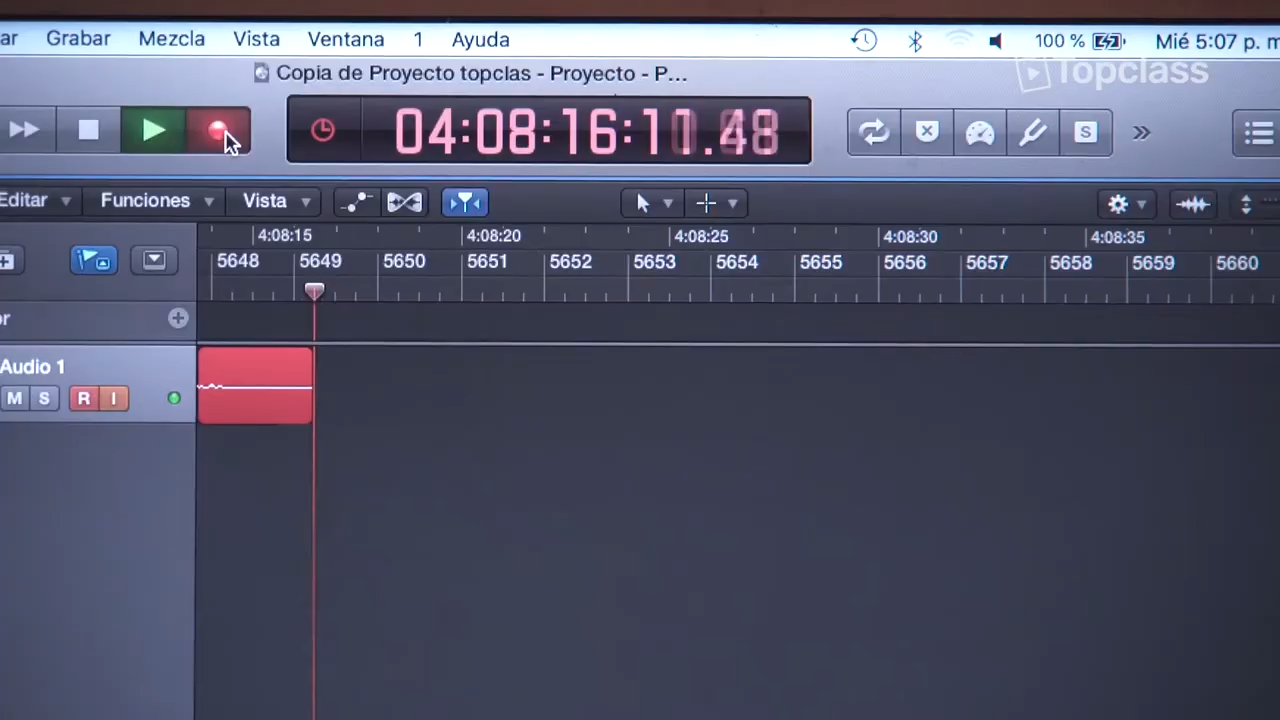 ar Grabar Mezcla Vista Ventana 1 Ayuda 100 % Mié 5:07 p. m
Copia de Proyecto topclas - Proyecto - P...
Topclass
04:08:16:11.48
S
Editar Funciones Vista
4:08:15 4:08:20 4:08:25 4:08:30 4:08:35
5648 5649 5650 5651 5652 5653 5654 5655 5656 5657 5658 5659 5660
or
Audio 1
M S R I